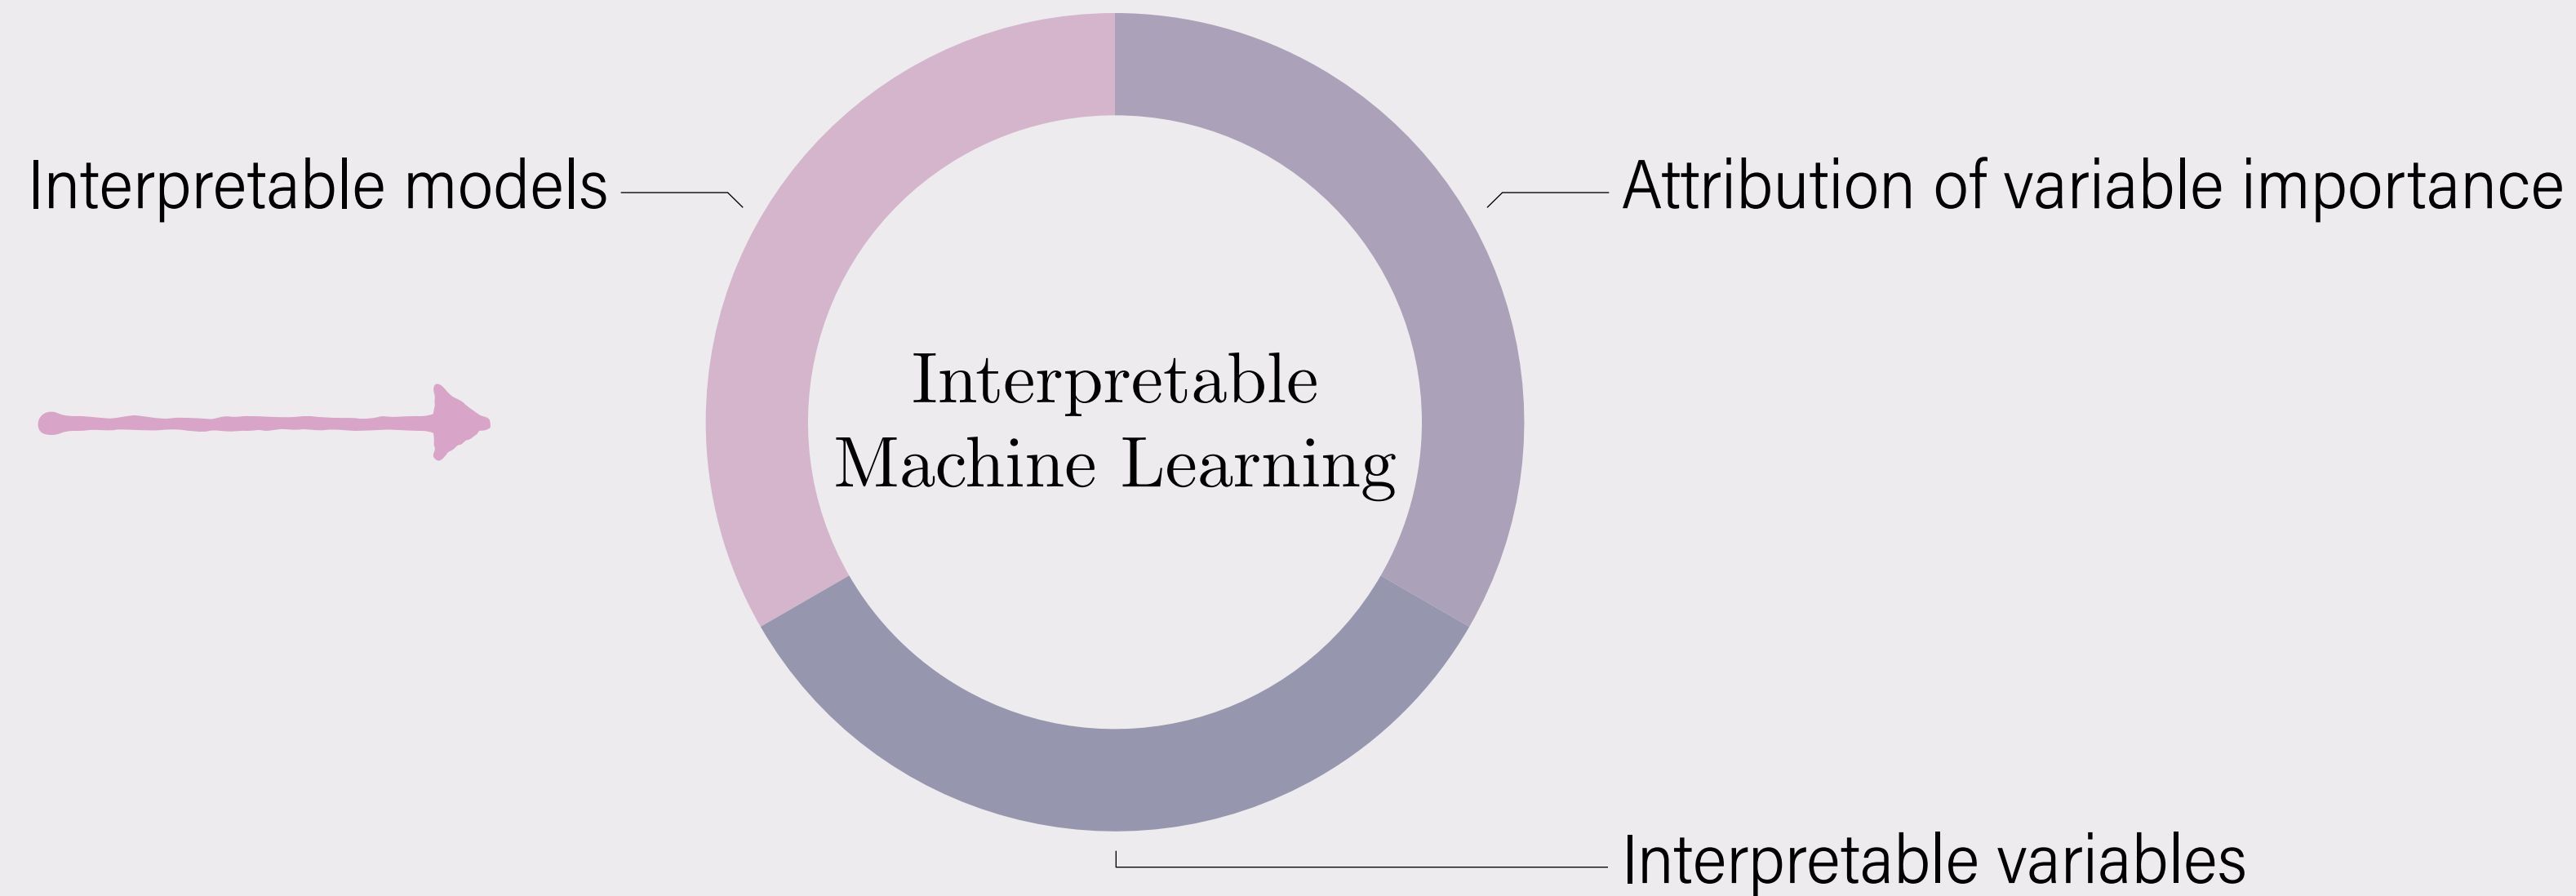 Interpretable models
Attribution of variable importance
Interpretable
Machine Learning
Interpretable variables